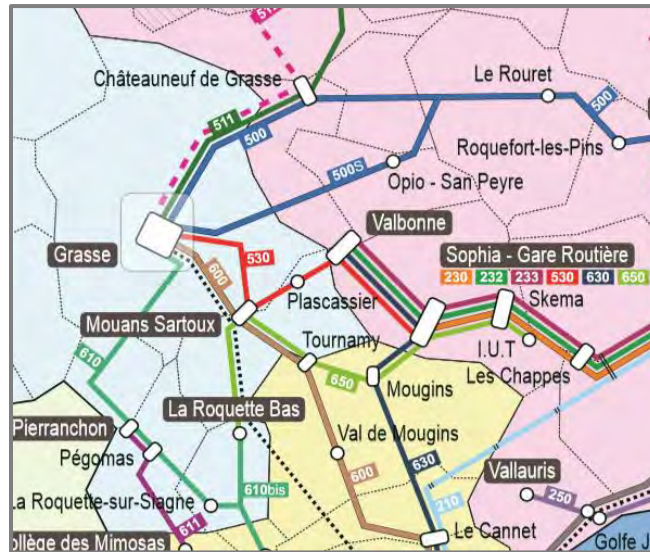 512
Châteauneuf de Grasse
Le Rouret
511
500
500
500S
Roquefort-les-Pins
Opio - San Peyre
Valbonne
Grasse
530
600
Sophia - Gare Routière
230 232 233 530 630 650
Plascassier
Skema
Mouans Sartoux
Tournamy
I.U.T
Les Chappes
610
650
Mougins
La Roquette Bas
Pierranchon
Val de Mougins
Pégomas
600
630
Vallauris
610bis
210
250
La Roquette-sur-Siagne
611
Le Cannet
ollège des Mimosas
Golfe J